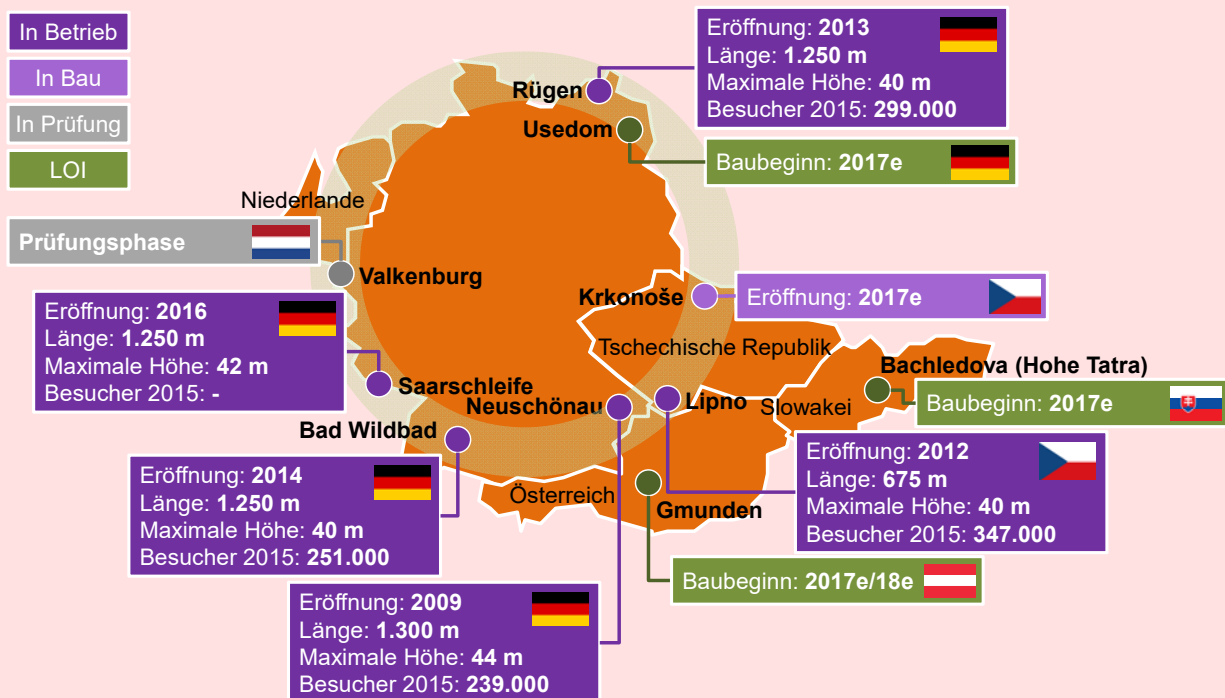 In Betrieb
In Bau
In Prüfung
LOI
Eröffnung: 2013
Länge: 1.250 m
Maximale Höhe: 40 m
Besucher 2015: 299.000
Rügen
Usedom
Baubeginn: 2017e
Niederlande
Prüfungsphase
Valkenburg
Krkonoše
Eröffnung: 2017e
Eröffnung: 2016
Länge: 1.250 m
Maximale Höhe: 42 m
Besucher 2015: -
Saarschleife
Tschechische Republik
Bachledova (Hohe Tatra)
Baubeginn: 2017e
Neuschönau
Lipno
Slowakei
Bad Wildbad
Eröffnung: 2014
Länge: 1.250 m
Maximale Höhe: 40 m
Besucher 2015: 251.000
Österreich
Gmunden
Eröffnung: 2012
Länge: 675 m
Maximale Höhe: 40 m
Besucher 2015: 347.000
Baubeginn: 2017e/18e
Eröffnung: 2009
Länge: 1.300 m
Maximale Höhe: 44 m
Besucher 2015: 239.000